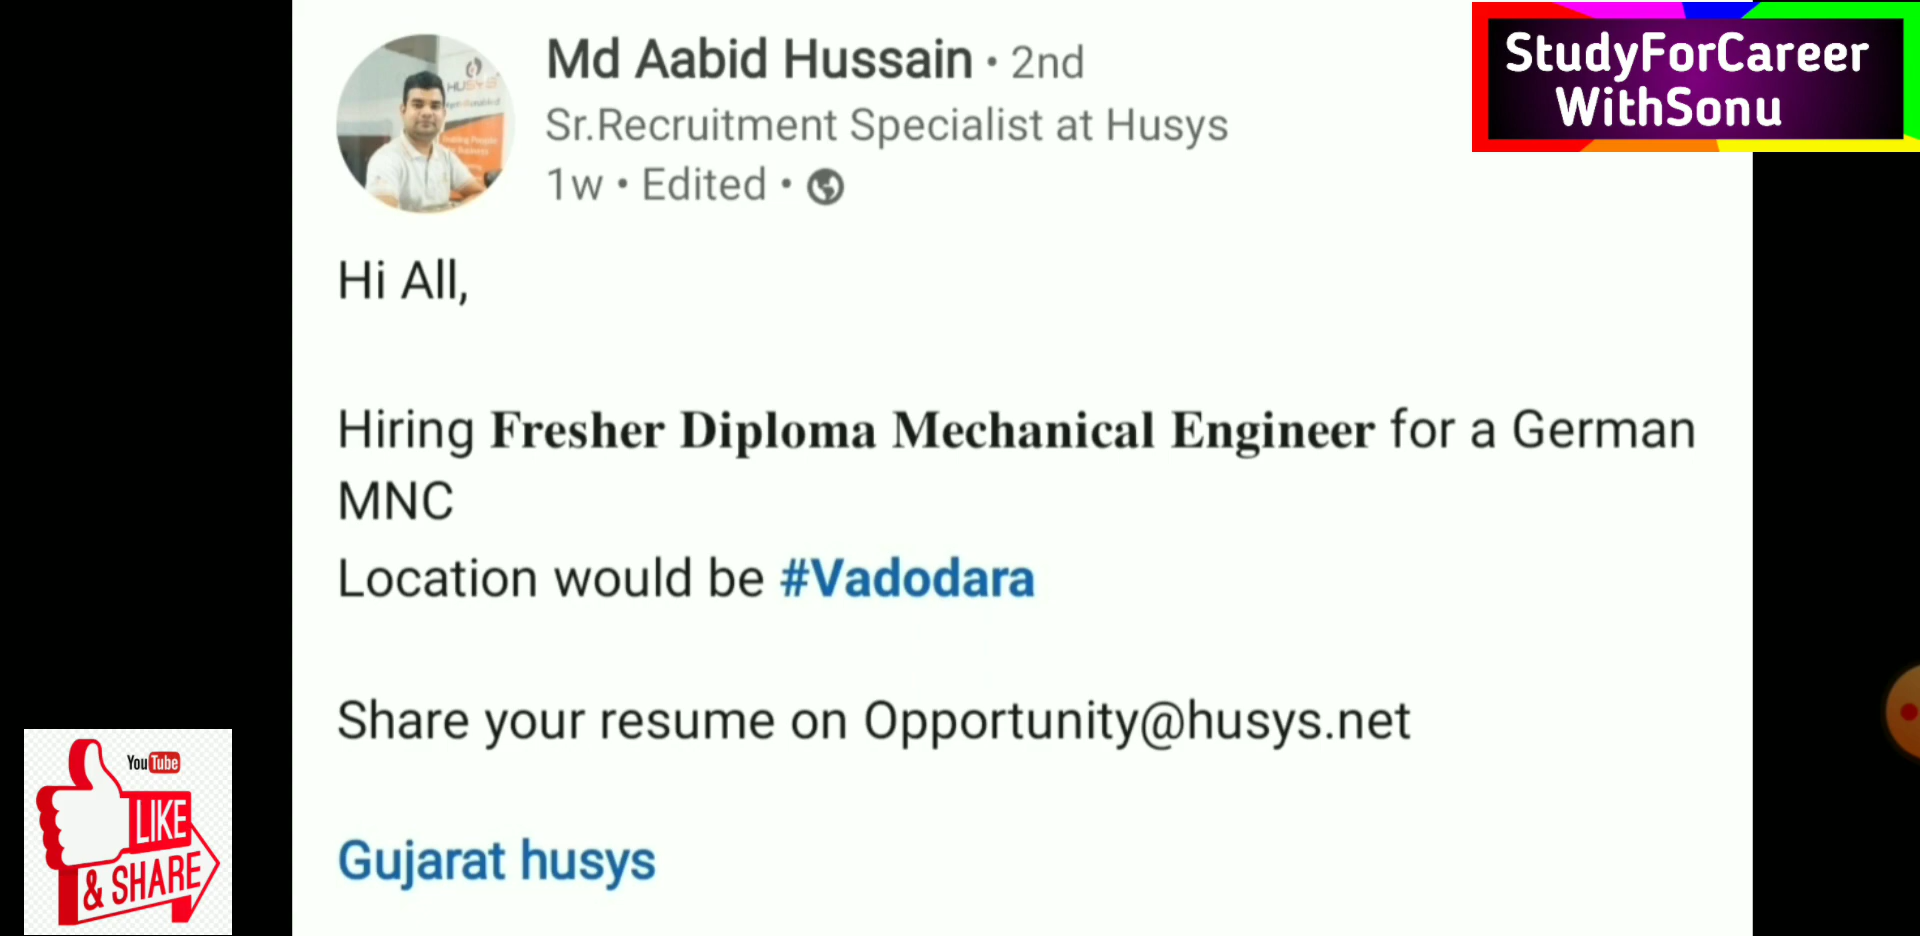 Md Aabid Hussain • 2nd
Sr.Recruitment Specialist at Husys
1w • Edited •
StudyForCareer
WithSonu
Hi All,
Hiring Fresher Diploma Mechanical Engineer for a German
MNC
Location would be #Vadodara
Share your resume on Opportunity@husys.net
Gujarat husys
YouTube
LIKE
& SHARE